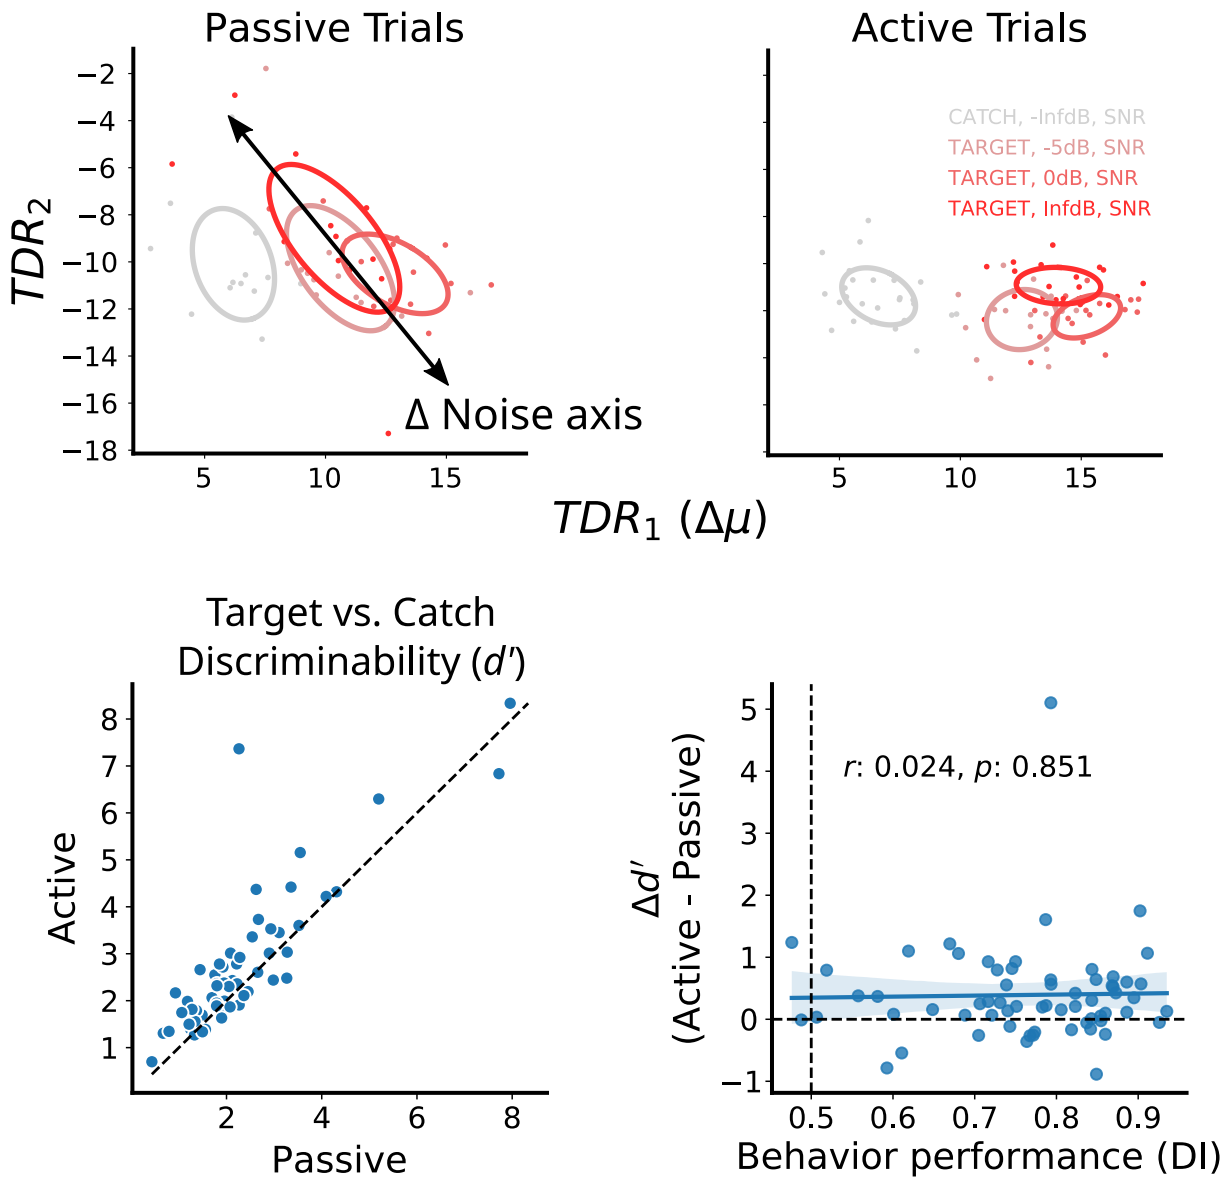 Passive Trials
Active Trials
−2
−4
−6
−8
−10
−12
−14
−16
−18
TDR₂
CATCH, -InfdB, SNR
TARGET, -5dB, SNR
TARGET, 0dB, SNR
TARGET, InfdB, SNR
Δ Noise axis
5 10 15
5 10 15
TDR₁ (Δμ)
Target vs. Catch
Discriminability (d')
8
7
6
5
4
3
2
1
Active
2 4 6 8
Passive
5
4
3
2
1
0
−1
r: 0.024, p: 0.851
Δd'
(Active - Passive)
0.5 0.6 0.7 0.8 0.9
Behavior performance (DI)